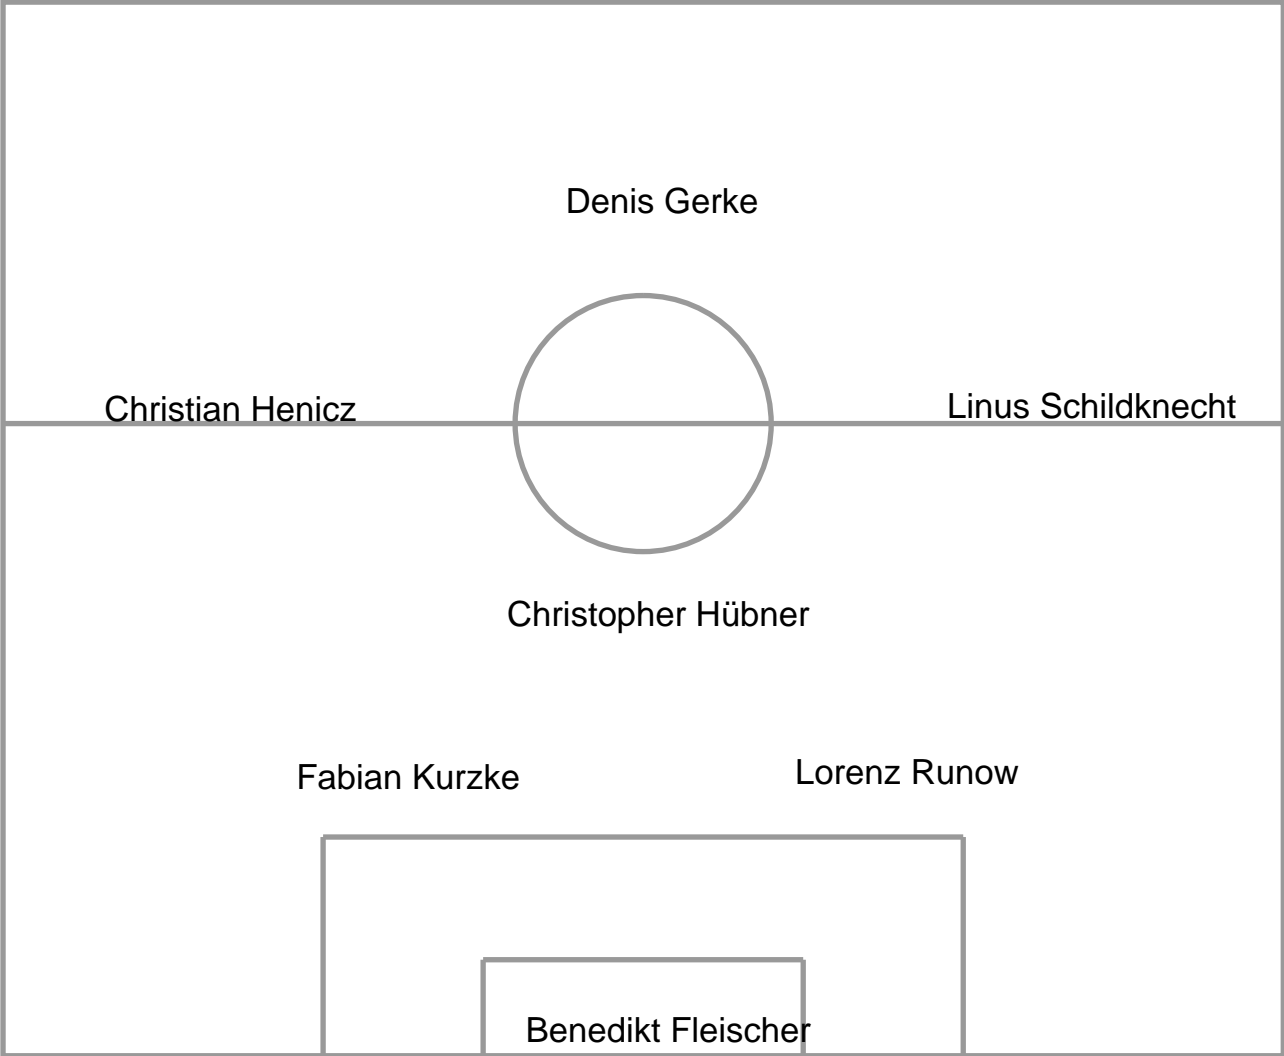 Denis Gerke
Christian Henicz
Linus Schildknecht
Christopher Hübner
Fabian Kurzke
Lorenz Runow
Benedikt Fleischer